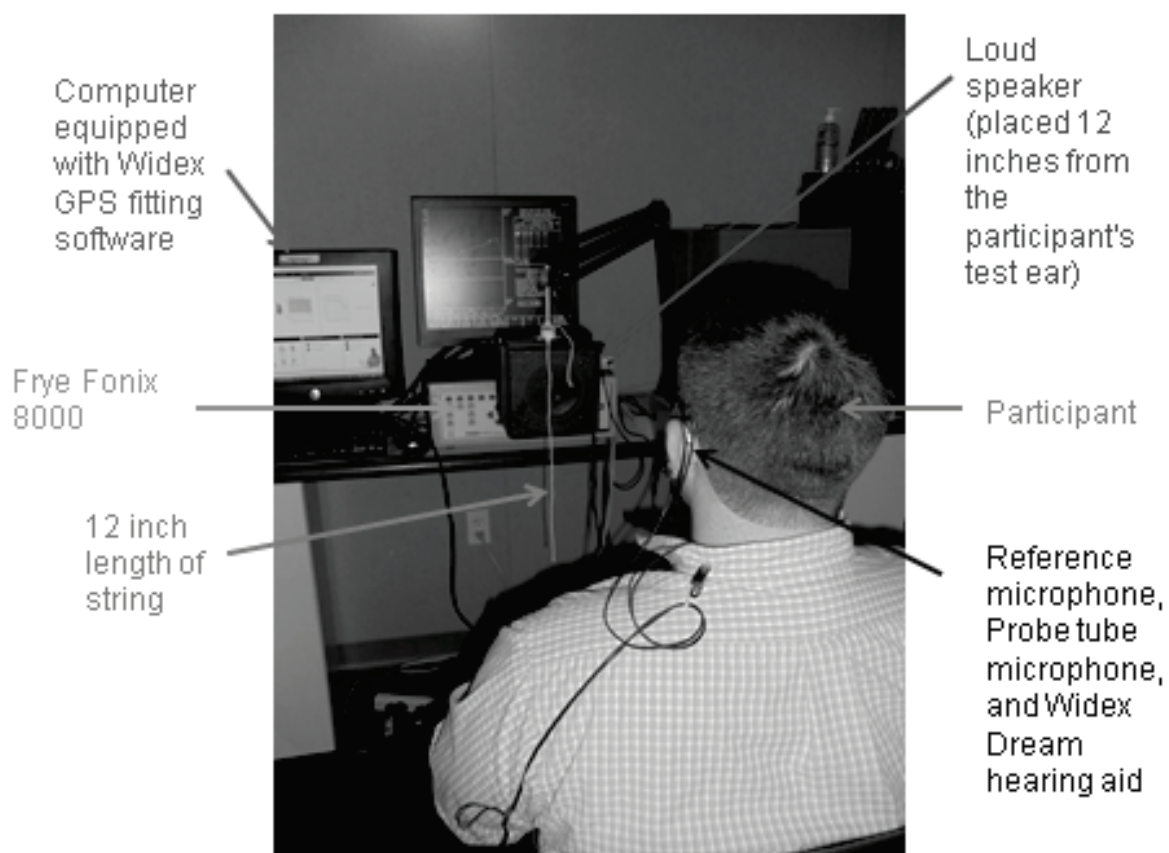 Computer
equipped
with Widex
GPS fitting
software
Frye Fonix
8000
12 inch
length of
string
Loud
speaker
(placed 12
inches from
the
participant's
test ear)
Participant
Reference
microphone,
Probe tube
microphone,
and Widex
Dream
hearing aid